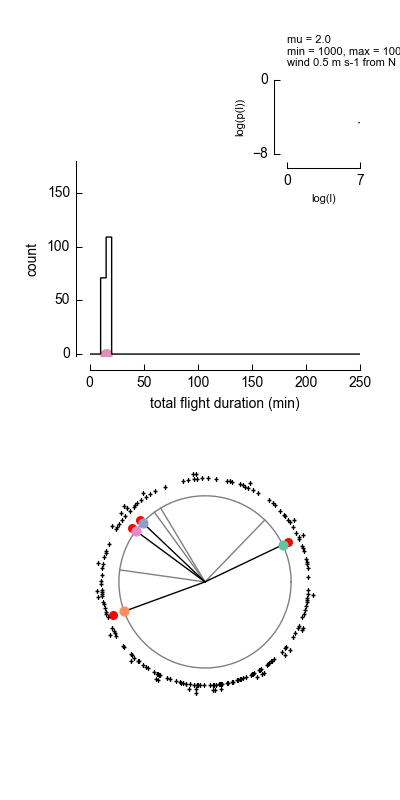 mu = 2.0
min = 1000, max = 100
wind 0.5 m s-1 from N
0
log(p(l))
−8
0
7
log(l)
150
100
count
50
0
0
50
100
150
200
250
total flight duration (min)